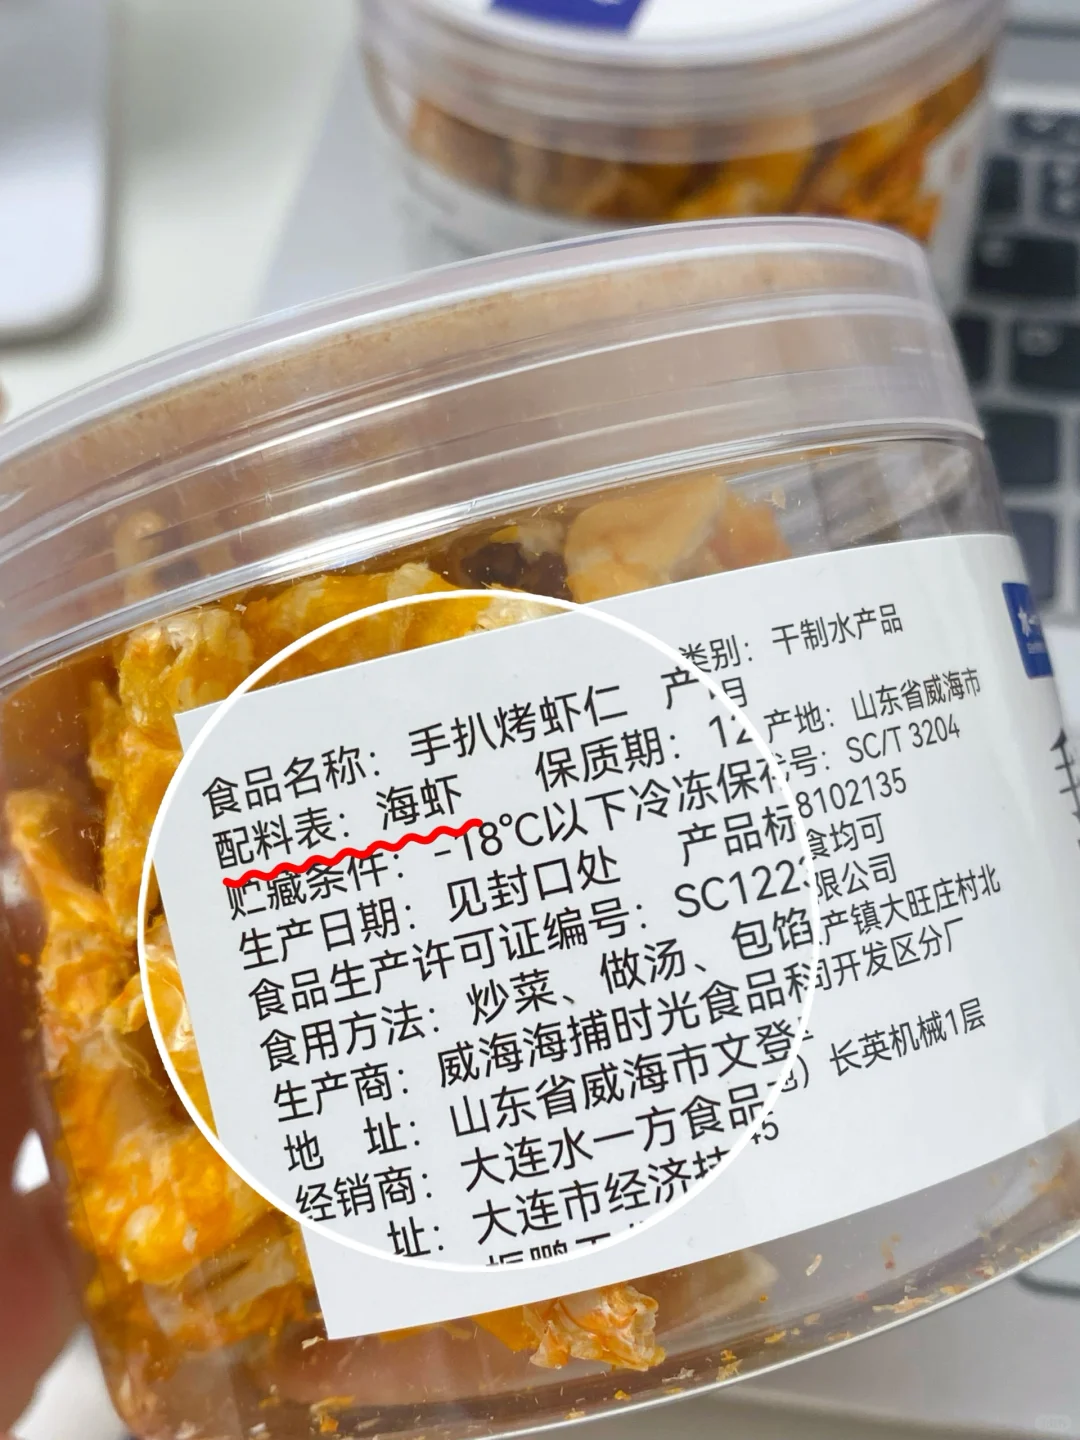 食品名称：手扒烤虾仁 产 类别：干制水产品
配料表：海虾 保质期：12 月
产地：山东省威海市
贮藏条件：-18℃以下冷冻保存
生产日期：见封口处 产品标 号：SC/T 3204
食品生产许可证编号：SC122 8102135
食用方法：炒菜、做汤、包馅 食均可
生产商：威海海捕时光食品 限公司
地 址：山东省威海市文登 产镇大旺庄村北
经销商：大连水一方食品 司开发区分厂
址：大连市经济技 ）长英机械1层
45